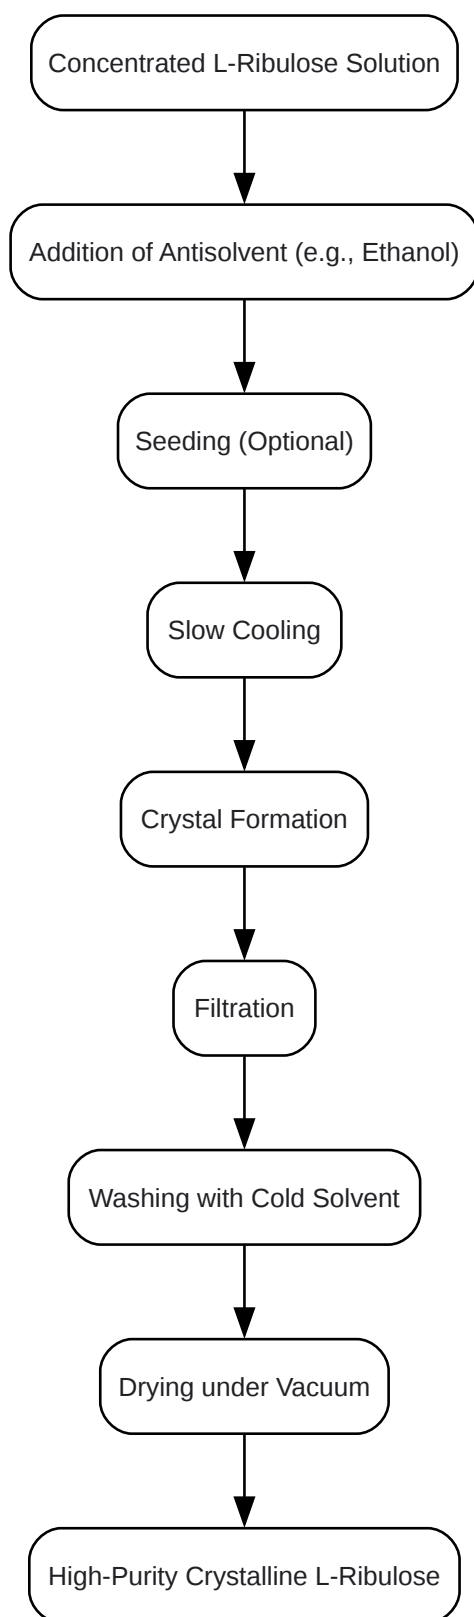 Concentrated L-Ribulose Solution
Addition of Antisolvent (e.g., Ethanol)
Seeding (Optional)
Slow Cooling
Crystal Formation
Filtration
Washing with Cold Solvent
Drying under Vacuum
High-Purity Crystalline L-Ribulose